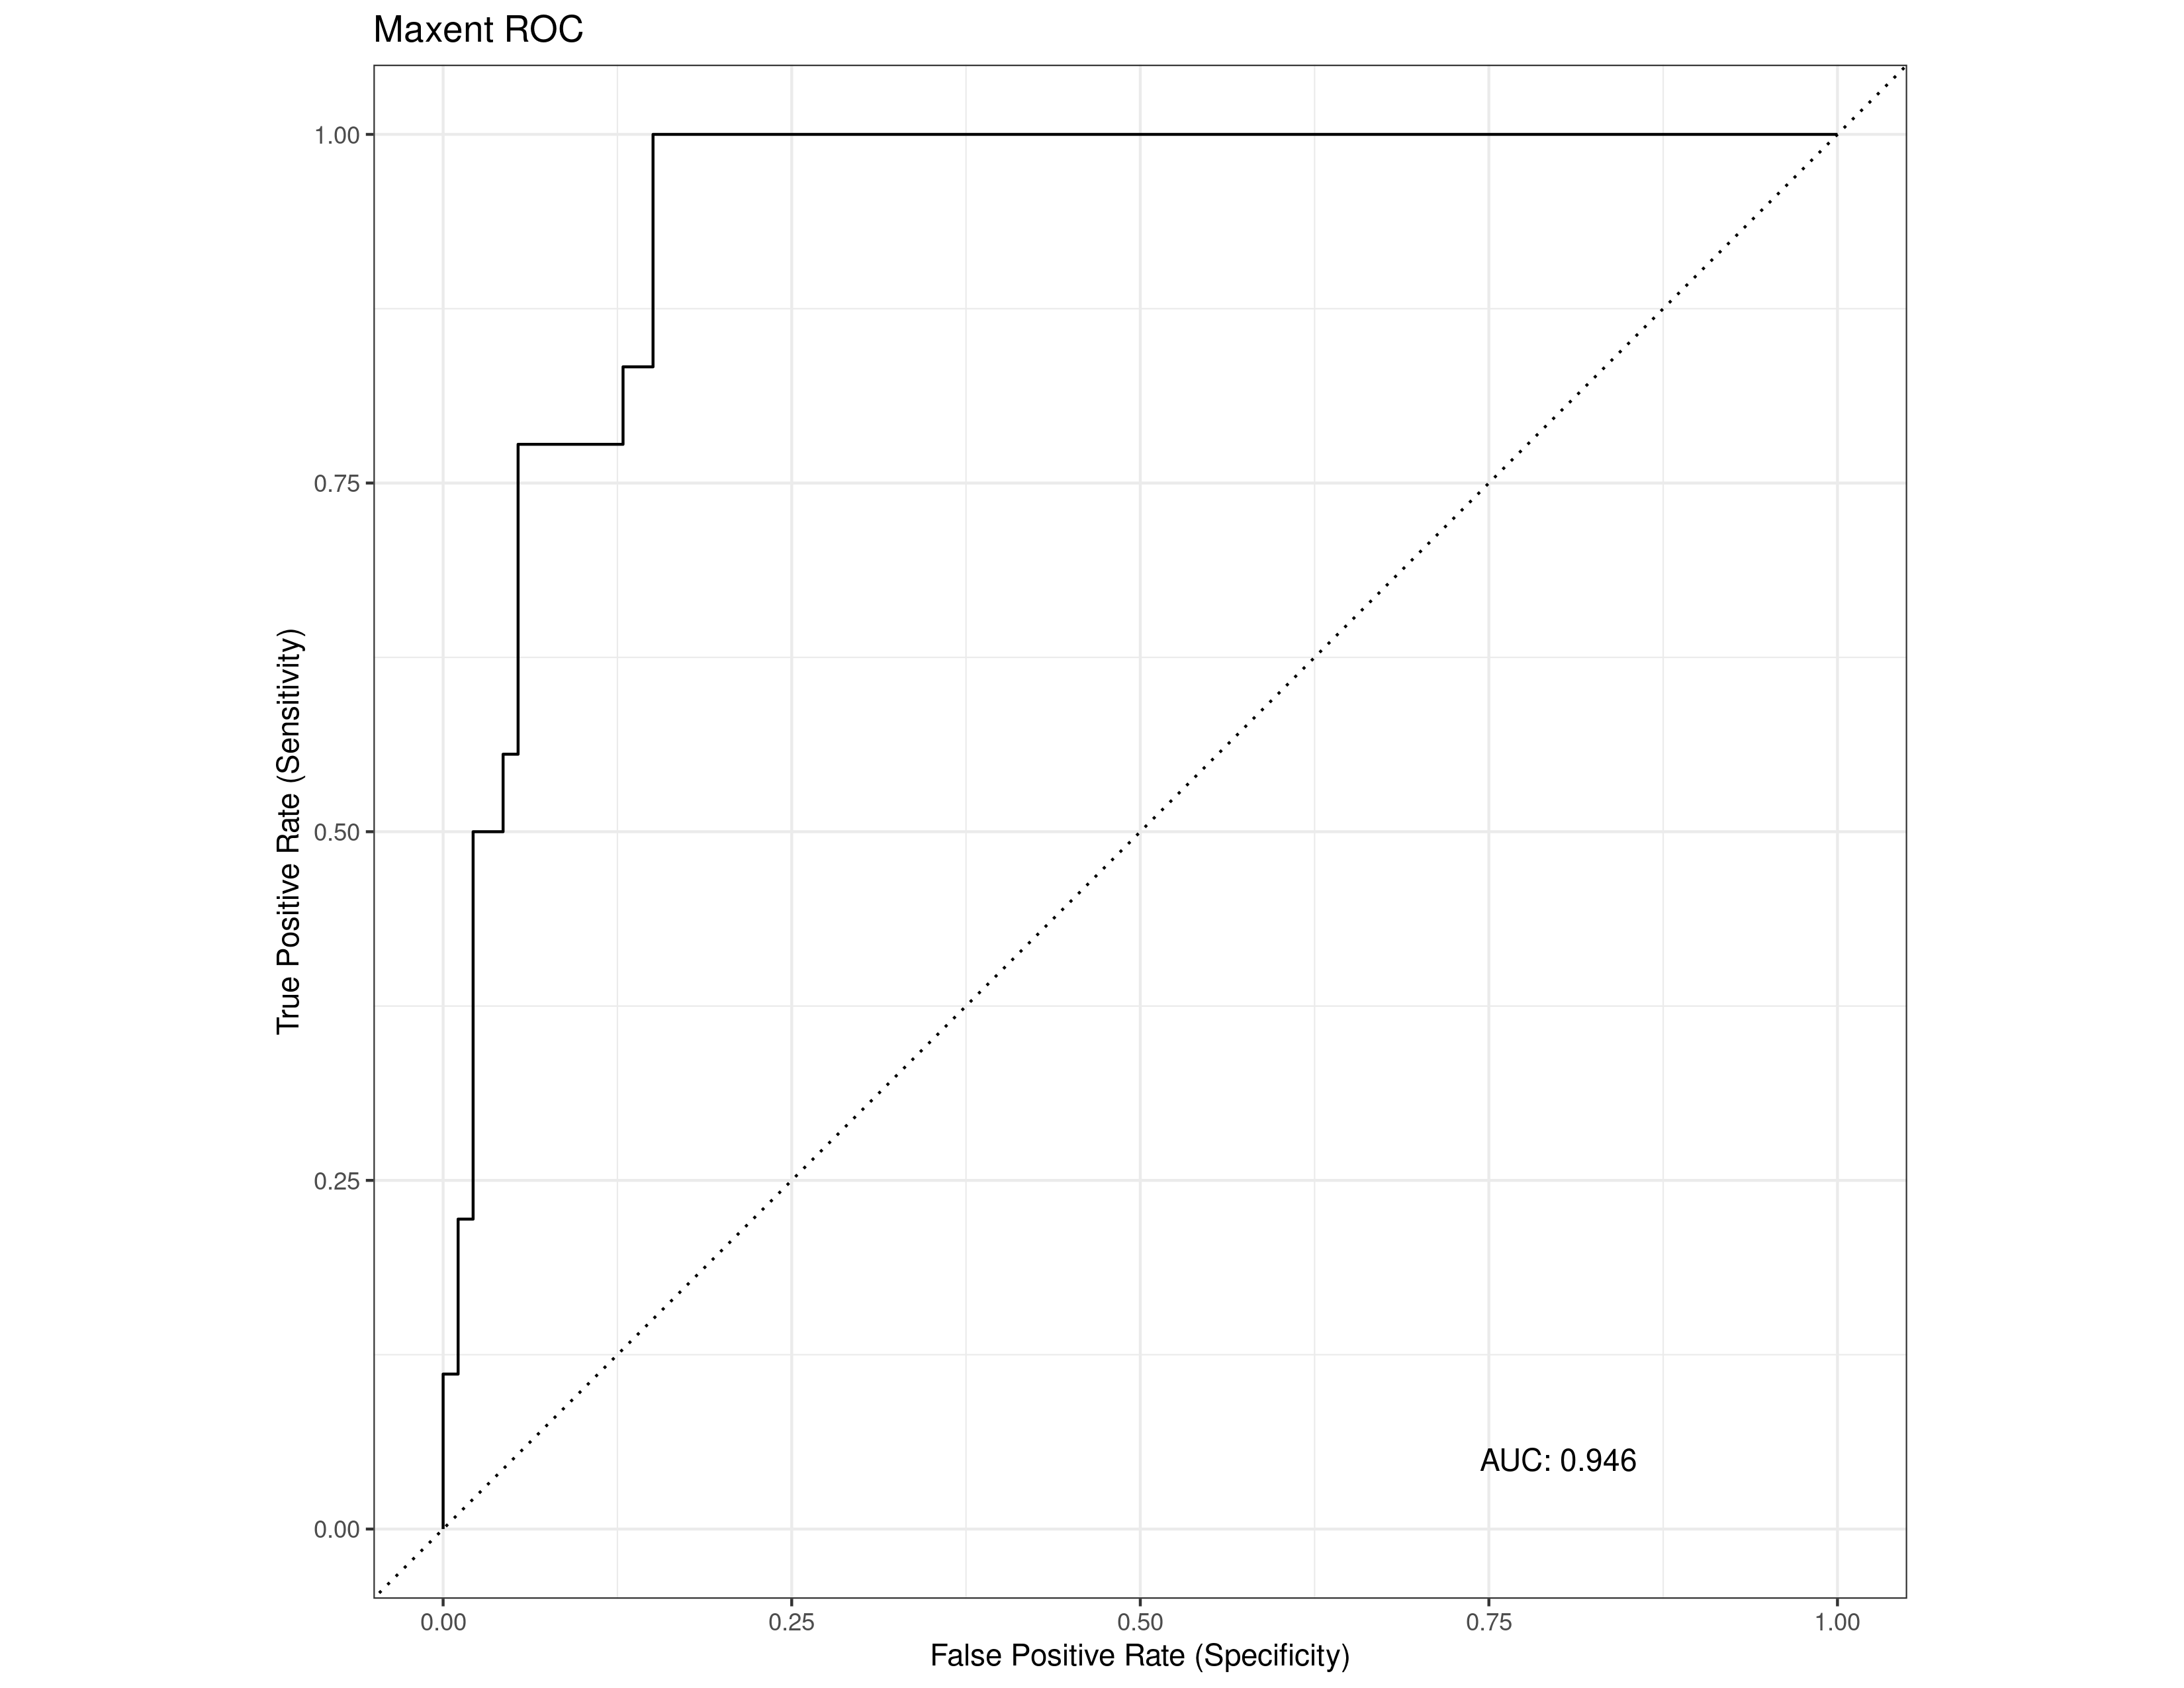 Maxent ROC
1.00
0.75
0.50
0.25
0.00
True Positive Rate (Sensitivity)
AUC: 0.946
0.00 0.25 0.50 0.75 1.00
False Positive Rate (Specificity)